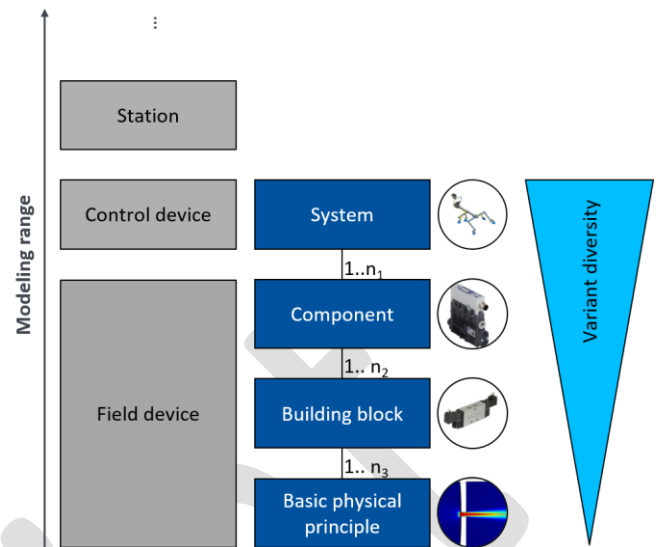 ⋮
Station
Control device
System
1..n₁
Component
1.. n₂
Field device
Building block
1.. n₃
Basic physical
principle
Modeling range
Variant diversity